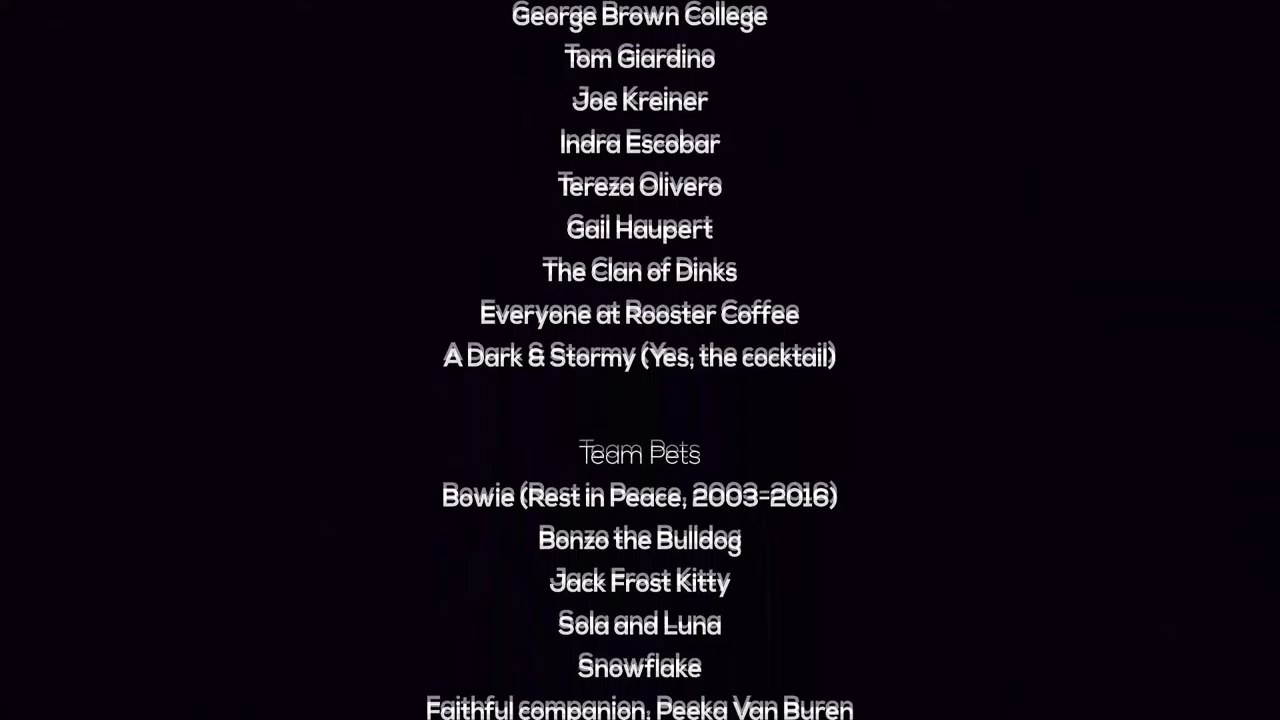 George Brown College
Tom Giardino
Joe Kreiner
Indra Escobar
Tereza Olivero
Gail Haupert
The Clan of Dinks
Everyone at Rooster Coffee
A Dark & Stormy (Yes, the cocktail)
Team Pets
Bowie (Rest in Peace, 2003-2016)
Bonzo the Bulldog
Jack Frost Kitty
Sola and Luna
Snowflake
Faithful companion, Peeka Van Buren